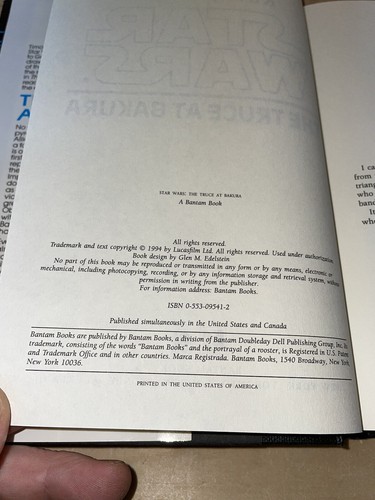 STAR WARS: THE TRUCE AT BAKURA
A Bantam Book
All rights reserved.
Trademark and text copyright © 1994 by Lucasfilm Ltd. All rights reserved. Used under authorization.
Book design by Glen M. Edelstein
No part of this book may be reproduced or transmitted in any form or by any means, electronic or
mechanical, including photocopying, recording, or by any information storage and retrieval system, without
permission in writing from the publisher.
For information address: Bantam Books.
ISBN 0-553-09541-2
Published simultaneously in the United States and Canada
Bantam Books are published by Bantam Books, a division of Bantam Doubleday Dell Publishing Group, Inc. Its
trademark, consisting of the words "Bantam Books" and the portrayal of a rooster, is Registered in U.S. Patent
and Trademark Office and in other countries. Marca Registrada. Bantam Books, 1540 Broadway, New York,
New York 10036.
PRINTED IN THE UNITED STATES OF AMERICA
I ca
from
triang
who
band
It
whe